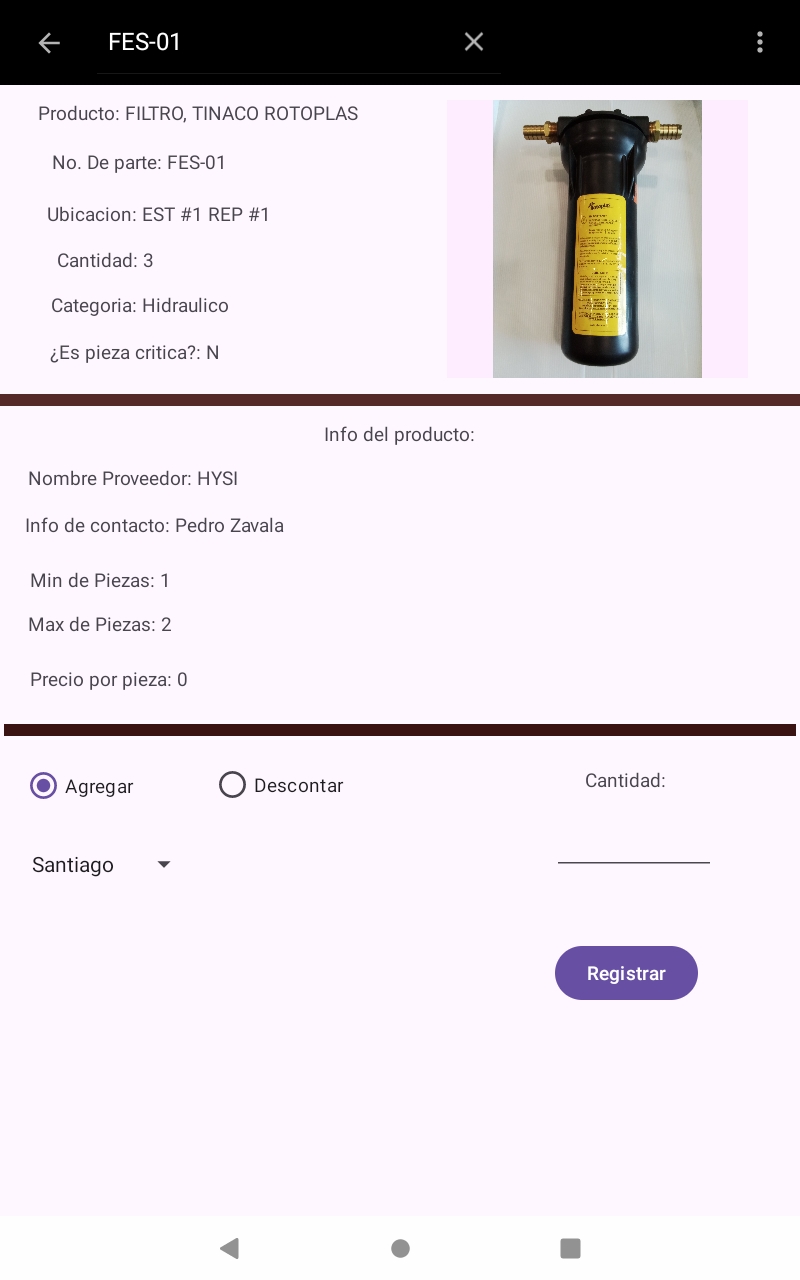 FES-01
Producto: FILTRO, TINACO ROTOPLAS
No. De parte: FES-01
Ubicacion: EST #1 REP #1
Cantidad: 3
Categoria: Hidraulico
¿Es pieza critica?: N
Info del producto:
Nombre Proveedor: HYSI
Info de contacto: Pedro Zavala
Min de Piezas: 1
Max de Piezas: 2
Precio por pieza: 0
Agregar
Descontar
Cantidad:
Santiago
Registrar